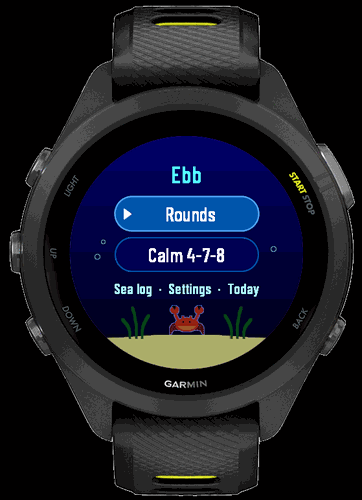 Ebb
START STOP
LIGHT
Rounds
UP
Calm 4-7-8
Sea log · Settings · Today
DOWN
BACK
GARMIN